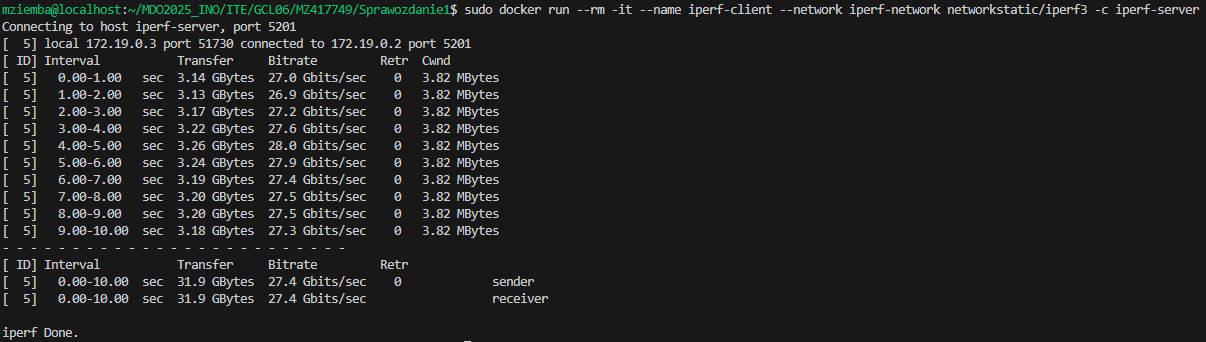 mziemba@localhost:~/MDO2025_INO/ITE/GCL06/MZ417749/Sprawozdanie1$ sudo docker run --rm -it --name iperf-client --network iperf-network networkstatic/iperf3 -c iperf-server
Connecting to host iperf-server, port 5201
[  5] local 172.19.0.3 port 51730 connected to 172.19.0.2 port 5201
[ ID] Interval           Transfer     Bitrate         Retr  Cwnd
[  5]   0.00-1.00   sec  3.14 GBytes  27.0 Gbits/sec    0   3.82 MBytes
[  5]   1.00-2.00   sec  3.13 GBytes  26.9 Gbits/sec    0   3.82 MBytes
[  5]   2.00-3.00   sec  3.17 GBytes  27.2 Gbits/sec    0   3.82 MBytes
[  5]   3.00-4.00   sec  3.22 GBytes  27.6 Gbits/sec    0   3.82 MBytes
[  5]   4.00-5.00   sec  3.26 GBytes  28.0 Gbits/sec    0   3.82 MBytes
[  5]   5.00-6.00   sec  3.24 GBytes  27.9 Gbits/sec    0   3.82 MBytes
[  5]   6.00-7.00   sec  3.19 GBytes  27.4 Gbits/sec    0   3.82 MBytes
[  5]   7.00-8.00   sec  3.20 GBytes  27.5 Gbits/sec    0   3.82 MBytes
[  5]   8.00-9.00   sec  3.20 GBytes  27.5 Gbits/sec    0   3.82 MBytes
[  5]   9.00-10.00  sec  3.18 GBytes  27.3 Gbits/sec    0   3.82 MBytes
- - - - - - - - - - - - - - - - - - - - - - - - -
[ ID] Interval           Transfer     Bitrate         Retr
[  5]   0.00-10.00  sec  31.9 GBytes  27.4 Gbits/sec    0             sender
[  5]   0.00-10.00  sec  31.9 GBytes  27.4 Gbits/sec                  receiver

iperf Done.